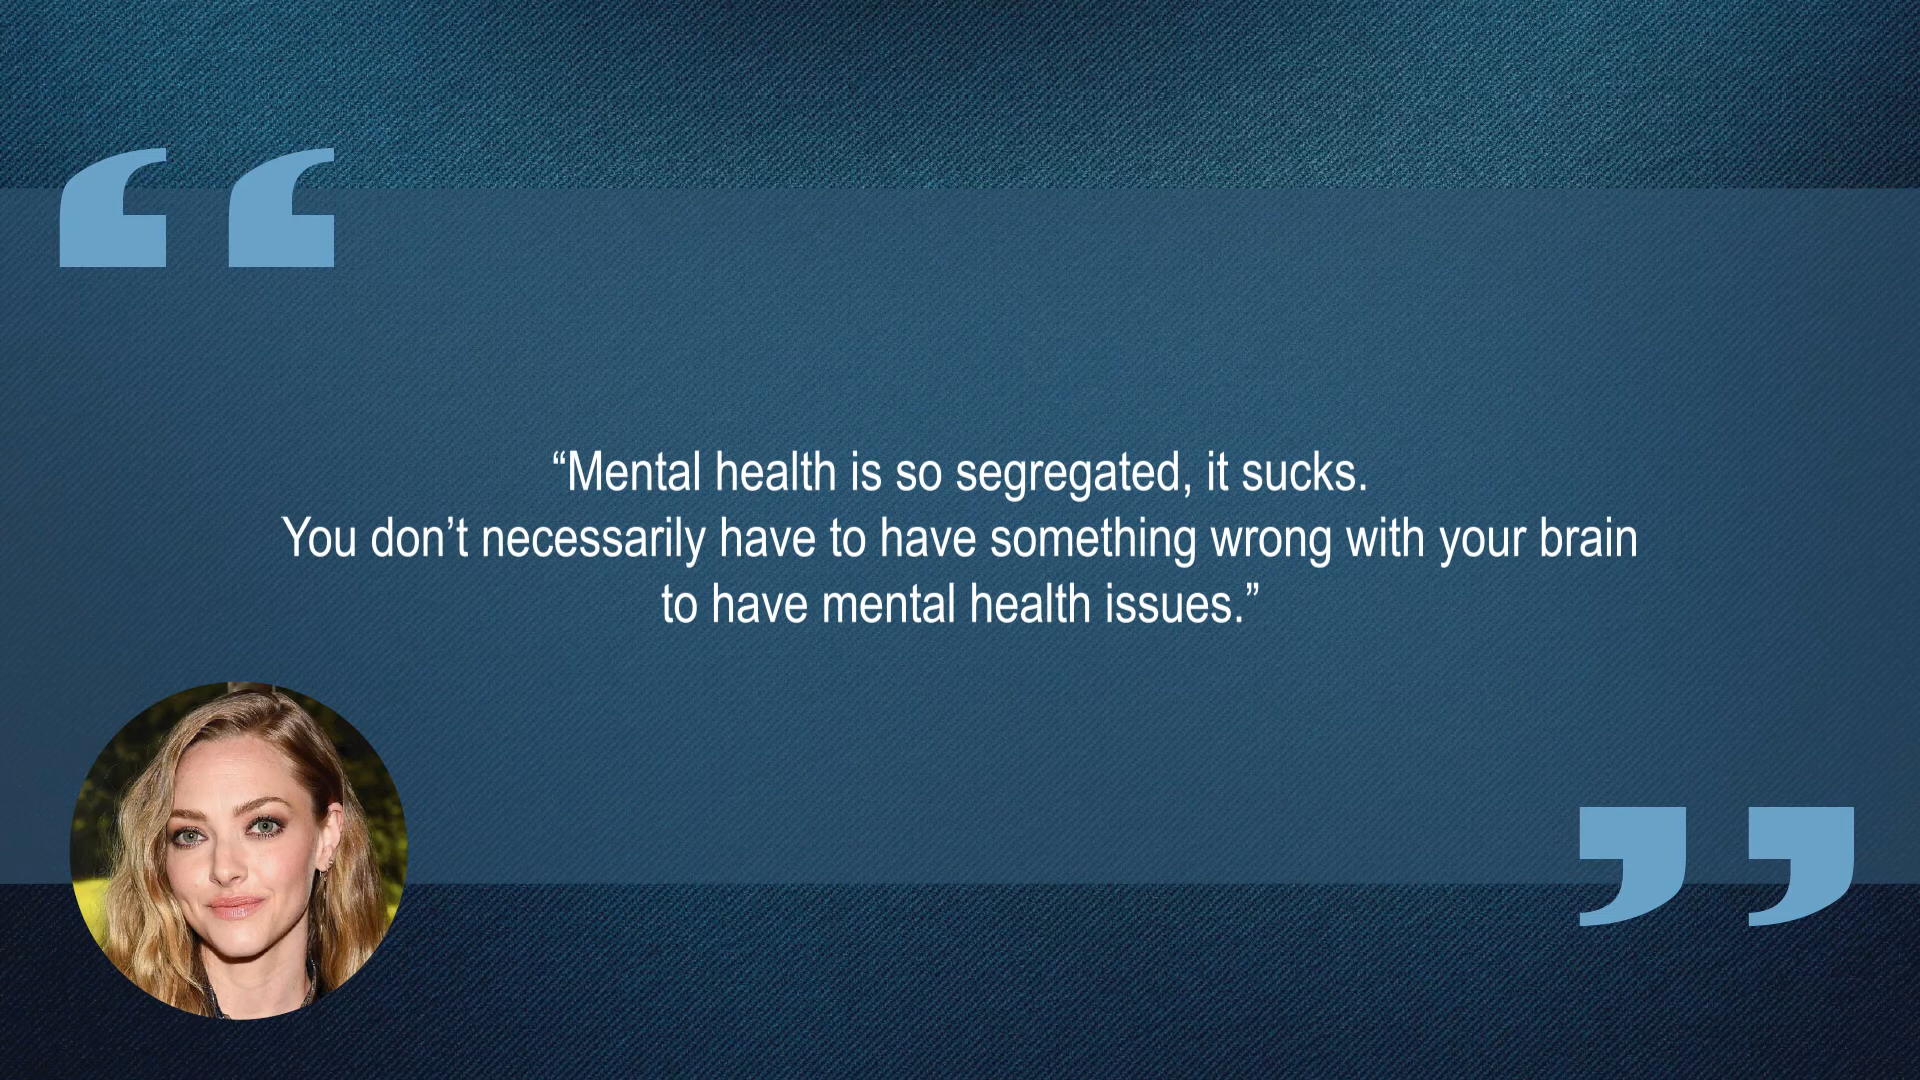 “Mental health is so segregated, it sucks.
You don’t necessarily have to have something wrong with your brain
to have mental health issues.”